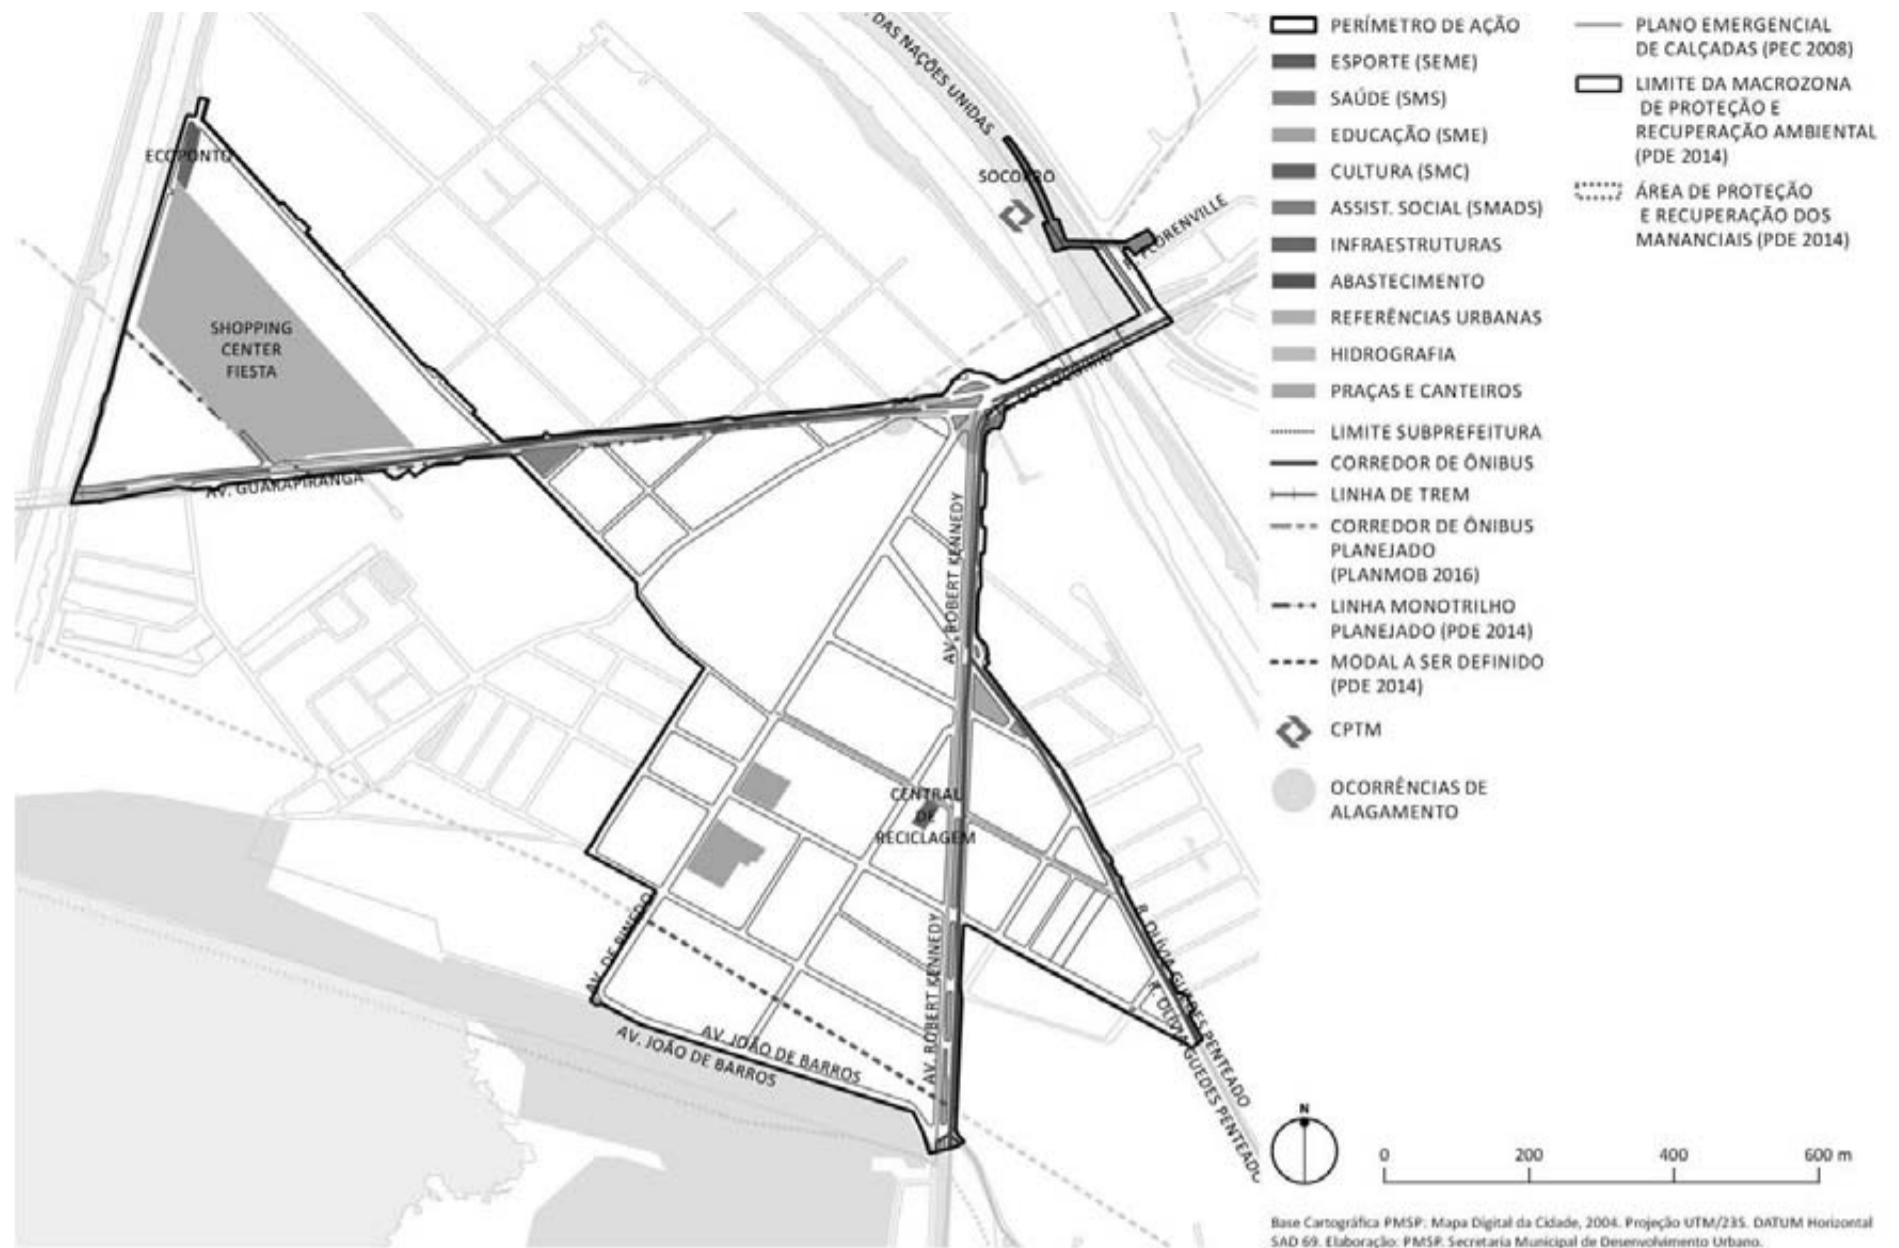 DAS NAÇÕES UNIDAS
ECOPONTO
SOCORRO
FLORENVILLE
SHOPPING
CENTER
FIESTA
AV. GUARAPIRANGA
AV. ROBERT KENNEDY
CENTRAL
DE
RECICLAGEM
AV. DE PINEDO
AV. ROBERT KENNEDY
AV. JOÃO DE BARROS
AV. JOÃO DE BARROS
R. OLÍVIA GUEDES PENTEADO
R. OLÍVIA GUEDES PENTEADO
PERÍMETRO DE AÇÃO
ESPORTE (SEME)
SAÚDE (SMS)
EDUCAÇÃO (SME)
CULTURA (SMC)
ASSIST. SOCIAL (SMADS)
INFRAESTRUTURAS
ABASTECIMENTO
REFERÊNCIAS URBANAS
HIDROGRAFIA
PRAÇAS E CANTEIROS
LIMITE SUBPREFEITURA
CORREDOR DE ÔNIBUS
LINHA DE TREM
CORREDOR DE ÔNIBUS
PLANEJADO
(PLANMOB 2016)
LINHA MONOTRILHO
PLANEJADO (PDE 2014)
MODAL A SER DEFINIDO
(PDE 2014)
CPTM
OCORRÊNCIAS DE
ALAGAMENTO
PLANO EMERGENCIAL
DE CALÇADAS (PEC 2008)
LIMITE DA MACROZONA
DE PROTEÇÃO E
RECUPERAÇÃO AMBIENTAL
(PDE 2014)
ÁREA DE PROTEÇÃO
E RECUPERAÇÃO DOS
MANANCIAIS (PDE 2014)
N
0 200 400 600 m
Base Cartográfica PMSP: Mapa Digital da Cidade, 2004. Projeção UTM/23S. DATUM Horizontal
SAD 69. Elaboração: PMSP. Secretaria Municipal de Desenvolvimento Urbano.